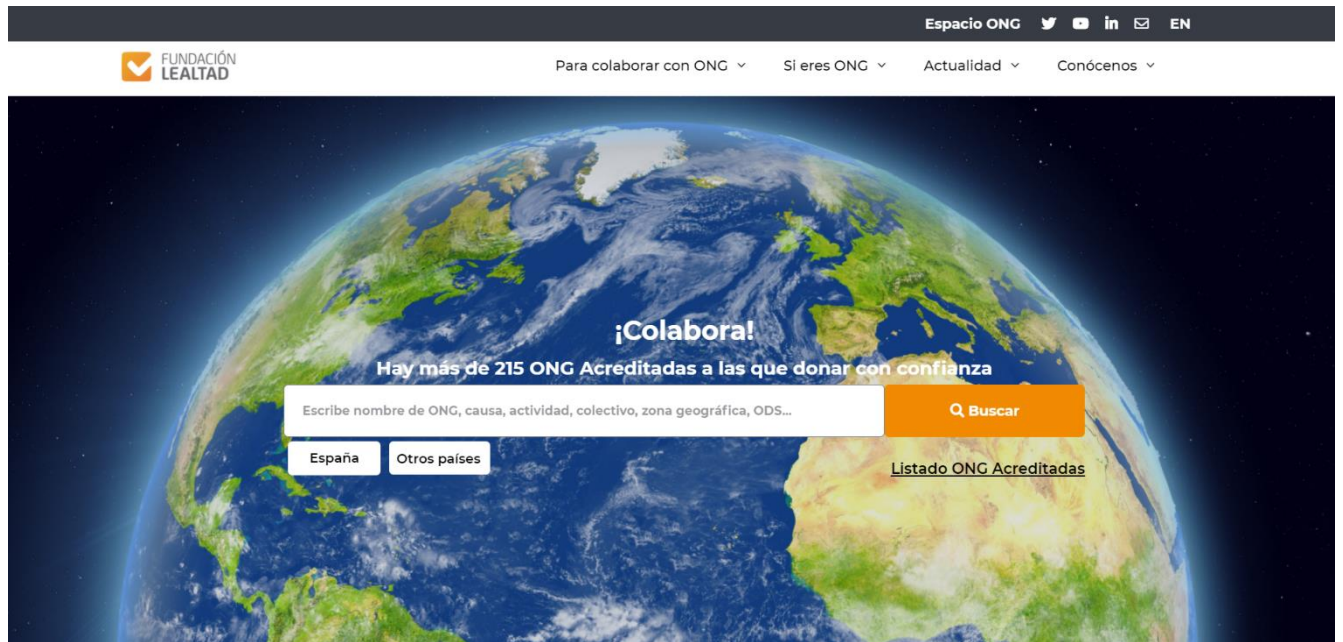 Espacio ONG EN
FUNDACIÓN
LEALTAD
Para colaborar con ONG Si eres ONG Actualidad Conócenos
¡Colabora!
Hay más de 215 ONG Acreditadas a las que donar con confianza
Escribe nombre de ONG, causa, actividad, colectivo, zona geográfica, ODS... Buscar
España Otros países
Listado ONG Acreditadas